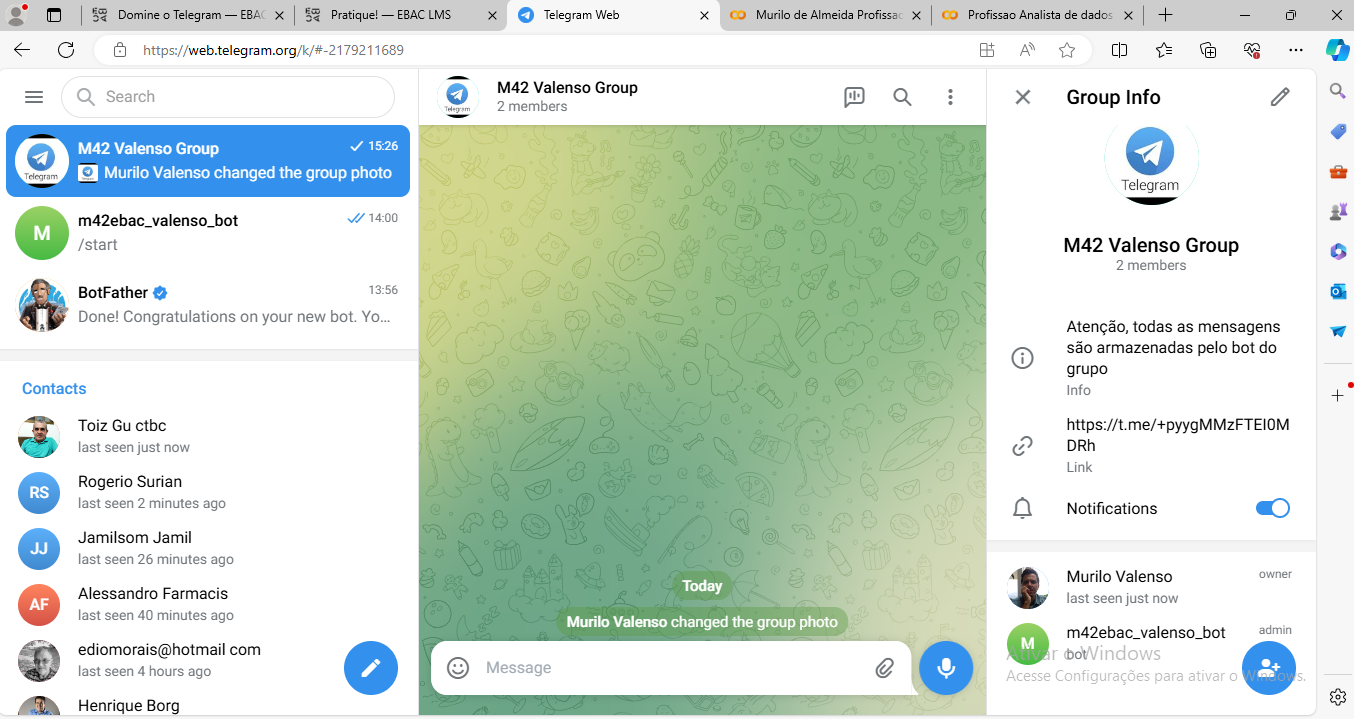 Domine o Telegram — EBAC
Pratique! — EBAC LMS
Telegram Web
Murilo de Almeida Profissao
Profissao Analista de dados
https://web.telegram.org/k/#-2179211689
Search
M42 Valenso Group
15:26
Murilo Valenso changed the group photo
m42ebac_valenso_bot
14:00
/start
BotFather
13:56
Done! Congratulations on your new bot. Yo...
Contacts
Toiz Gu ctbc
last seen just now
RS
Rogerio Surian
last seen 2 minutes ago
JJ
Jamilsom Jamil
last seen 26 minutes ago
AF
Alessandro Farmacis
last seen 40 minutes ago
ediomorais@hotmail com
last seen 4 hours ago
Henrique Borg
Telegram
M
M42 Valenso Group
2 members
Today
Murilo Valenso changed the group photo
Message
Group Info
Telegram
M42 Valenso Group
2 members
Atenção, todas as mensagens
são armazenadas pelo bot do
grupo
Info
https://t.me/+pyygMMzFTEI0M
DRh
Link
Notifications
Murilo Valenso
owner
last seen just now
M
m42ebac_valenso_bot
admin
bot
Ativar o Windows
Acesse Configurações para ativar o Windows.